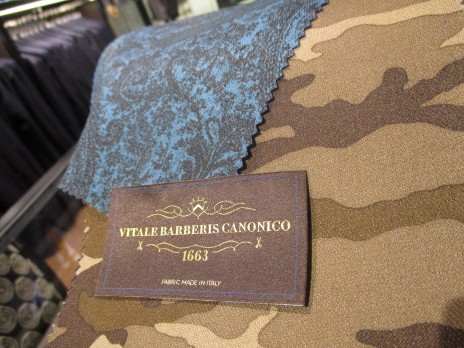 VITALE BARBERIS CANONICO
1663
FABRIC MADE IN ITALY